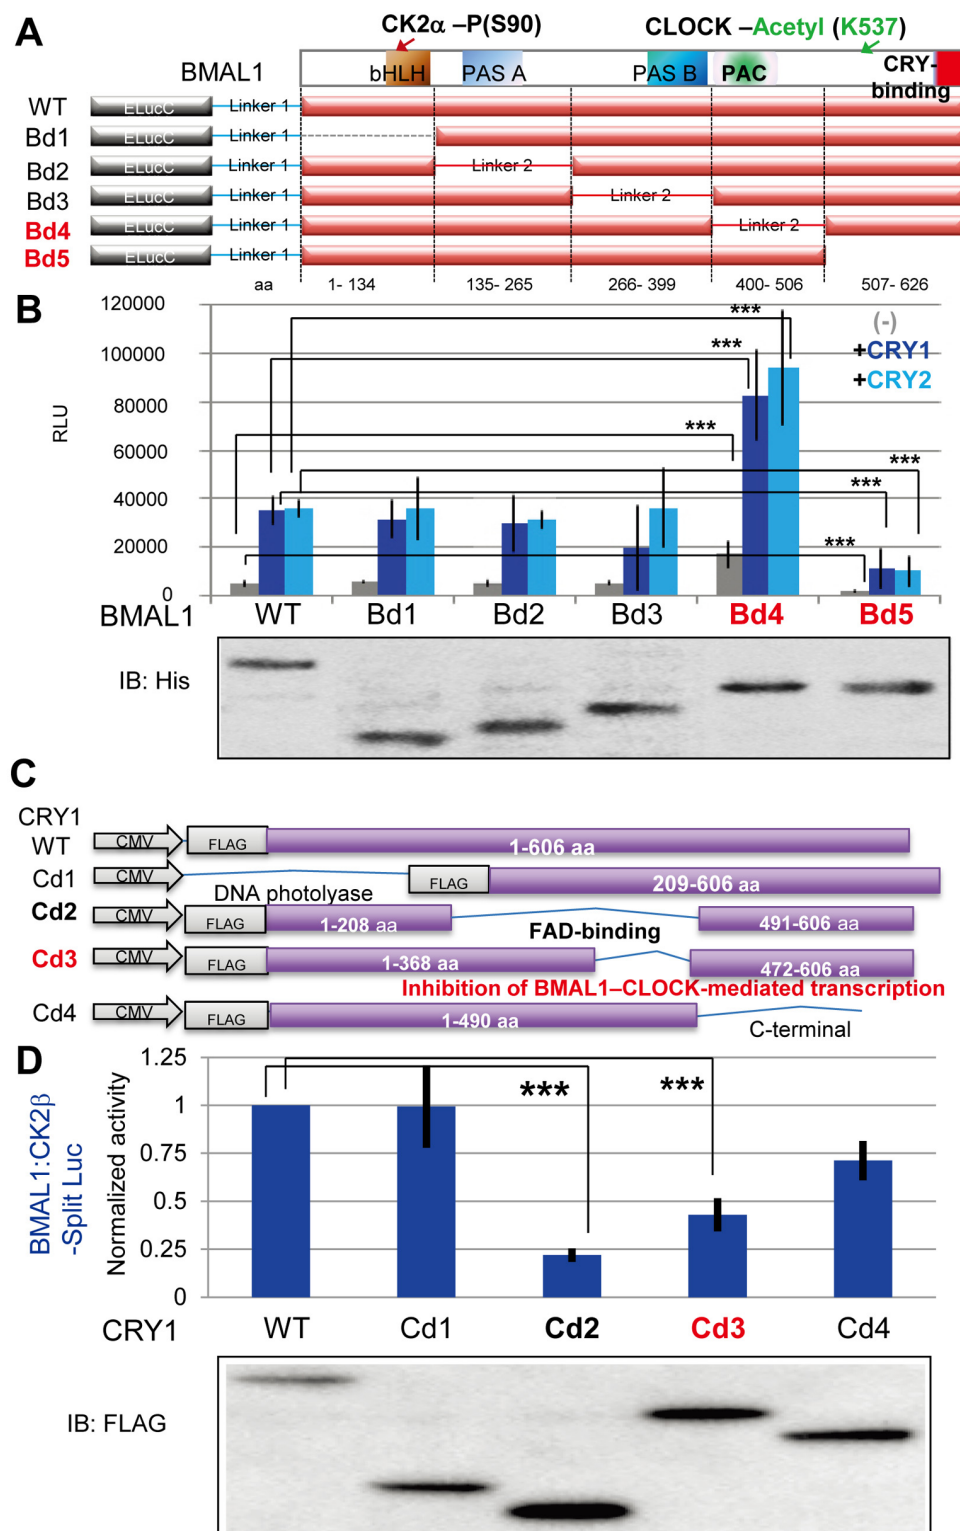 A
CK2α –P(S90)
CLOCK –Acetyl (K537)
BMAL1
bHLH
PAS A
PAS B
PAC
CRY-binding
WT ELucC Linker 1
Bd1 ELucC Linker 1
Bd2 ELucC Linker 1 Linker 2
Bd3 ELucC Linker 1 Linker 2
Bd4 ELucC Linker 1 Linker 2
Bd5 ELucC Linker 1
aa 1- 134 135- 265 266- 399 400- 506 507- 626
B
RLU
120000
100000
80000
60000
40000
20000
0
(-)
+CRY1
+CRY2
***
***
***
***
***
***
BMAL1 WT Bd1 Bd2 Bd3 Bd4 Bd5
IB: His
C
CRY1
WT CMV FLAG 1-606 aa
Cd1 CMV FLAG 209-606 aa
DNA photolyase
Cd2 CMV FLAG 1-208 aa 491-606 aa
FAD-binding
Cd3 CMV FLAG 1-368 aa 472-606 aa
Inhibition of BMAL1–CLOCK-mediated transcription
Cd4 CMV FLAG 1-490 aa
C-terminal
D
BMAL1:CK2β
-Split Luc
Normalized activity
1.25
1
0.75
0.5
0.25
0
***
***
CRY1 WT Cd1 Cd2 Cd3 Cd4
IB: FLAG